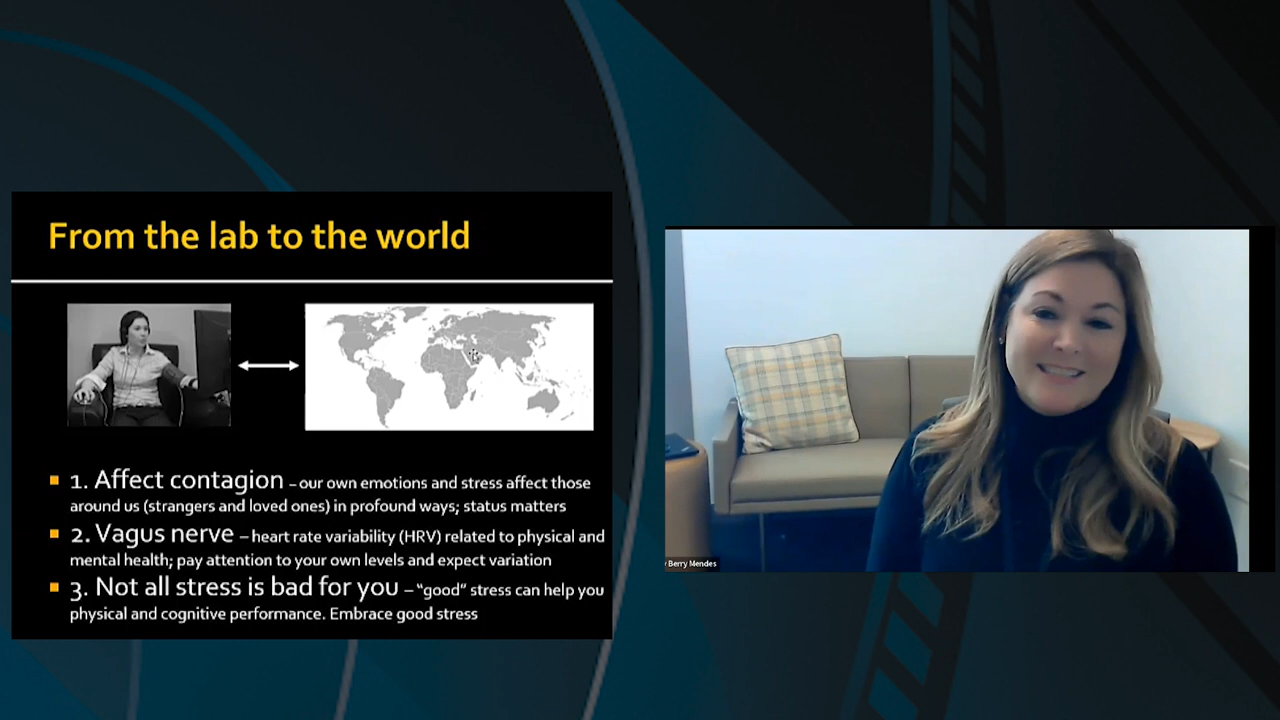 From the lab to the world
1. Affect contagion – our own emotions and stress affect those
around us (strangers and loved ones) in profound ways; status matters
2. Vagus nerve – heart rate variability (HRV) related to physical and
mental health; pay attention to your own levels and expect variation
3. Not all stress is bad for you – “good” stress can help you
physical and cognitive performance. Embrace good stress
Berry Mendes